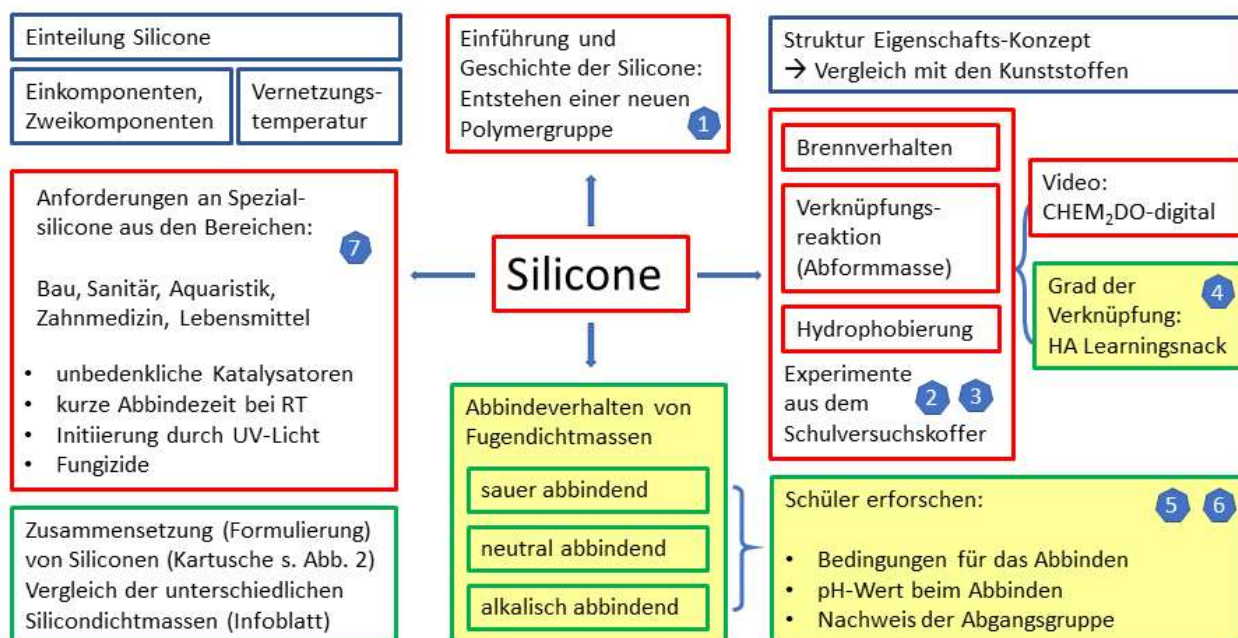 Einteilung Silicone
Einkomponenten,
Zweikomponenten
Vernetzungs-
temperatur
Anforderungen an Spezial-
silicone aus den Bereichen:
7
Bau, Sanitär, Aquaristik,
Zahnmedizin, Lebensmittel
• unbedenkliche Katalysatoren
• kurze Abbindezeit bei RT
• Initiierung durch UV-Licht
• Fungizide
Zusammensetzung (Formulierung)
von Siliconen (Kartusche s. Abb. 2)
Vergleich der unterschiedlichen
Silicondichtmassen (Infoblatt)
Einführung und
Geschichte der Silicone:
Entstehen einer neuen
Polymergruppe
1
Silicone
Abbindeverhalten von
Fugendichtmassen
sauer abbindend
neutral abbindend
alkalisch abbindend
Struktur Eigenschafts-Konzept
→ Vergleich mit den Kunststoffen
Brennverhalten
Verknüpfungs-
reaktion
(Abformmasse)
Hydrophobierung
Experimente
aus dem
Schulversuchskoffer
2 3
Video:
CHEM₂DO-digital
Grad der
Verknüpfung:
HA Learningsnack
4
Schüler erforschen:
5 6
• Bedingungen für das Abbinden
• pH-Wert beim Abbinden
• Nachweis der Abgangsgruppe